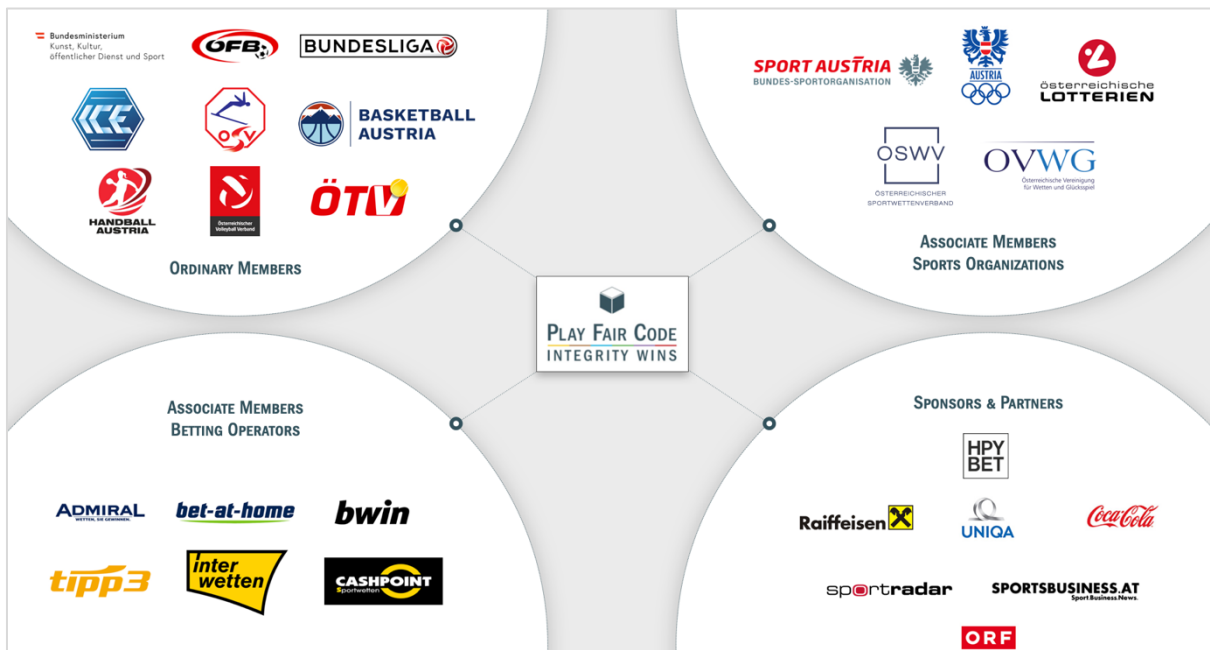 Bundesministerium
Kunst, Kultur,
öffentlicher Dienst und Sport
ÖFB
BUNDESLIGA
ICE
ÖSV
BASKETBALL
AUSTRIA
HANDBALL
AUSTRIA
Österreichischer
Volleyball Verband
ÖTV
ORDINARY MEMBERS
SPORT AUSTRIA
BUNDES-SPORTORGANISATION
AUSTRIA
österreichische
LOTTERIEN
OSWV
ÖSTERREICHISCHER
SPORTWETTENVERBAND
OVWG
Österreichische Vereinigung
für Wetten und Glücksspiel
ASSOCIATE MEMBERS
SPORTS ORGANIZATIONS
PLAY FAIR CODE
INTEGRITY WINS
ASSOCIATE MEMBERS
BETTING OPERATORS
ADMIRAL
WETTEN, SIE GEWINNEN.
bet-at-home
bwin
tipp3
inter
wetten
CASHPOINT
Sportwetten
SPONSORS & PARTNERS
HPY
BET
Raiffeisen
UNIQA
Coca-Cola
sportradar
SPORTSBUSINESS.AT
Sport.Business.News.
ORF